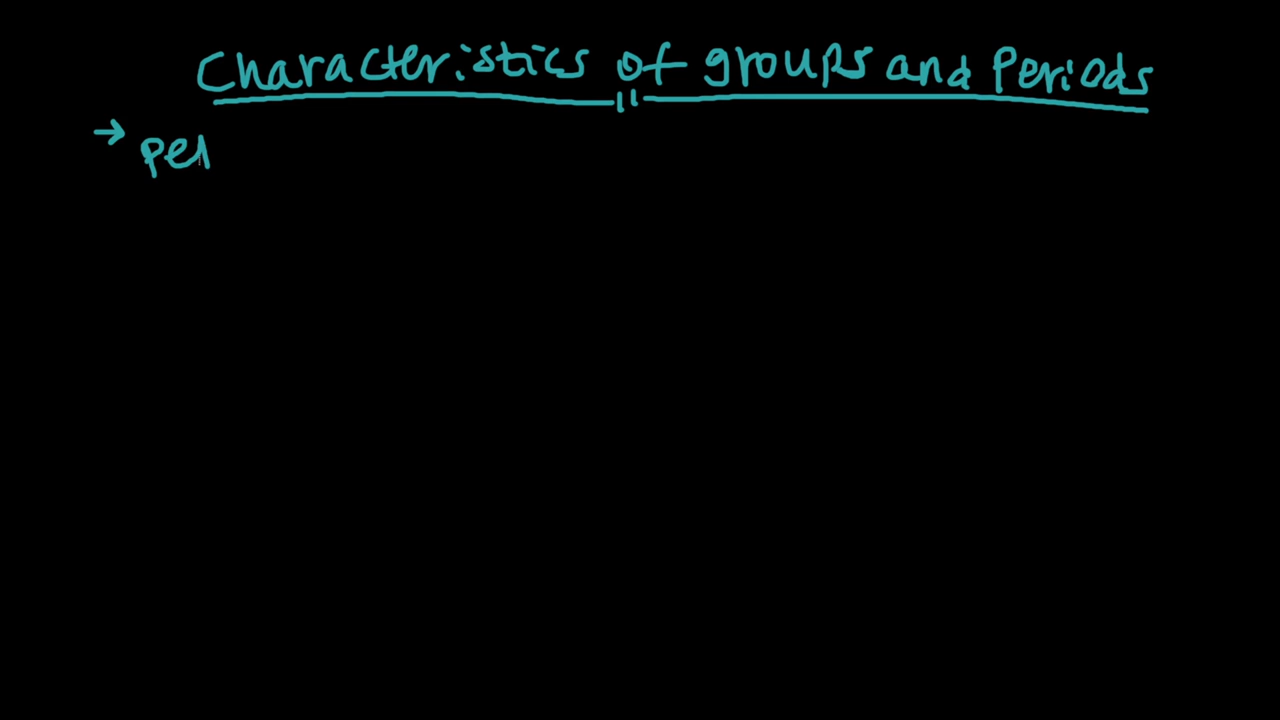 Characteristics of groups and Periods
→ per